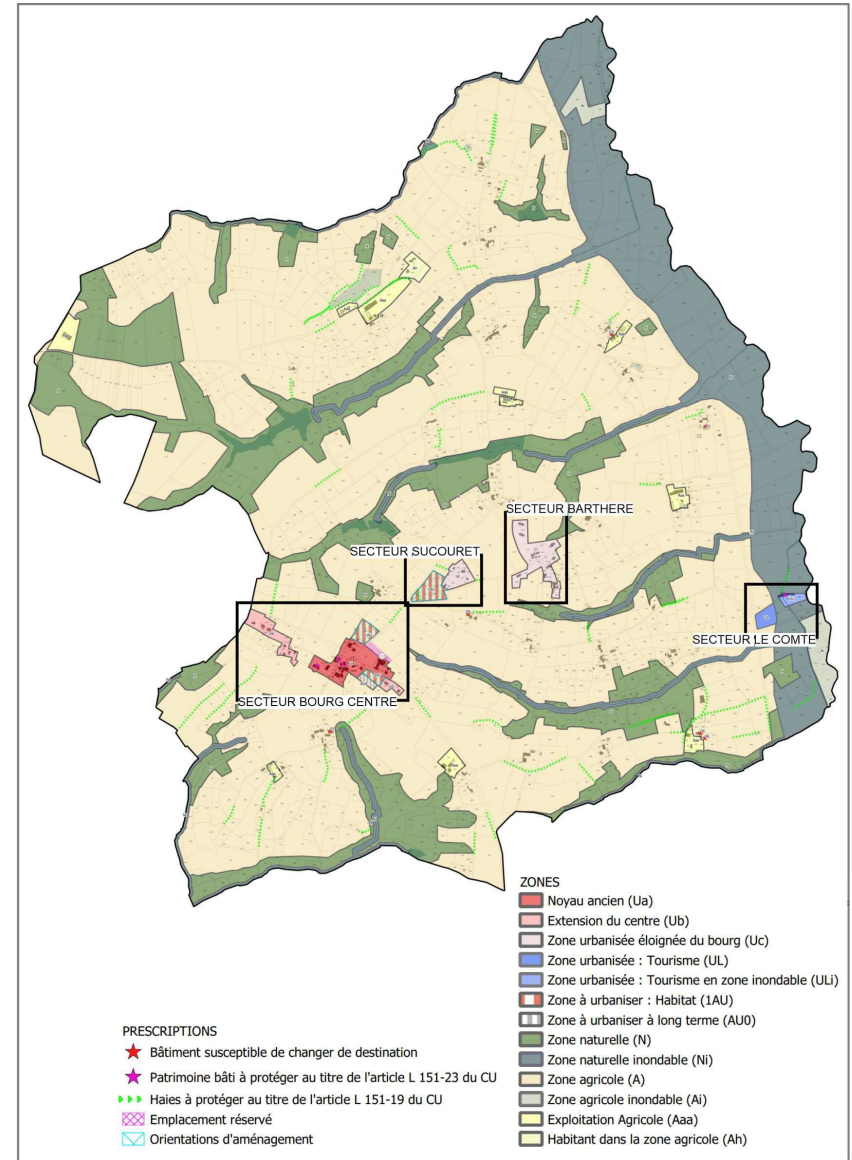 SECTEUR BARTHERE
SECTEUR SUCOURET
SECTEUR LE COMTE
SECTEUR BOURG CENTRE
ZONES
Noyau ancien (Ua)
Extension du centre (Ub)
Zone urbanisée éloignée du bourg (Uc)
Zone urbanisée : Tourisme (UL)
Zone urbanisée : Tourisme en zone inondable (ULi)
Zone à urbaniser : Habitat (1AU)
Zone à urbaniser à long terme (AU0)
Zone naturelle (N)
Zone naturelle inondable (Ni)
Zone agricole (A)
Zone agricole inondable (Ai)
Exploitation Agricole (Aaa)
Habitant dans la zone agricole (Ah)
PRESCRIPTIONS
Bâtiment susceptible de changer de destination
Patrimoine bâti à protéger au titre de l'article L 151-23 du CU
Haies à protéger au titre de l'article L 151-19 du CU
Emplacement réservé
Orientations d'aménagement